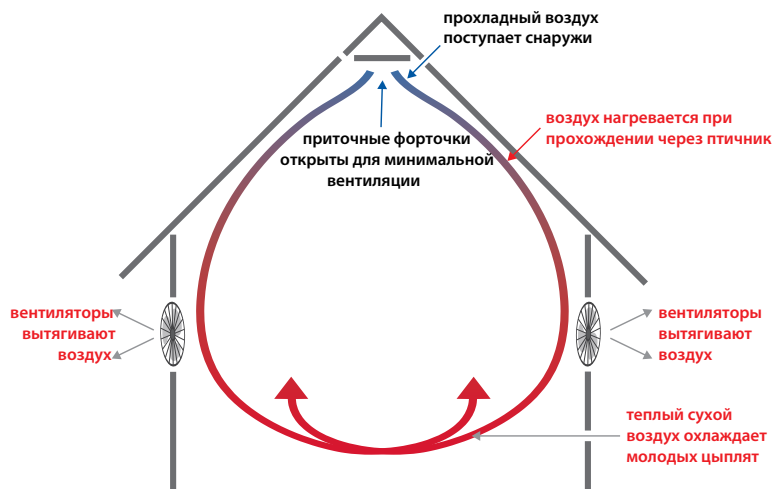 прохладный воздух
поступает снаружи
воздух нагревается при
прохождении через птичник
приточные форточки
открыты для минимальной
вентиляции
вентиляторы
вытягивают
воздух
вентиляторы
вытягивают
воздух
теплый сухой
воздух охлаждает
молодых цыплят